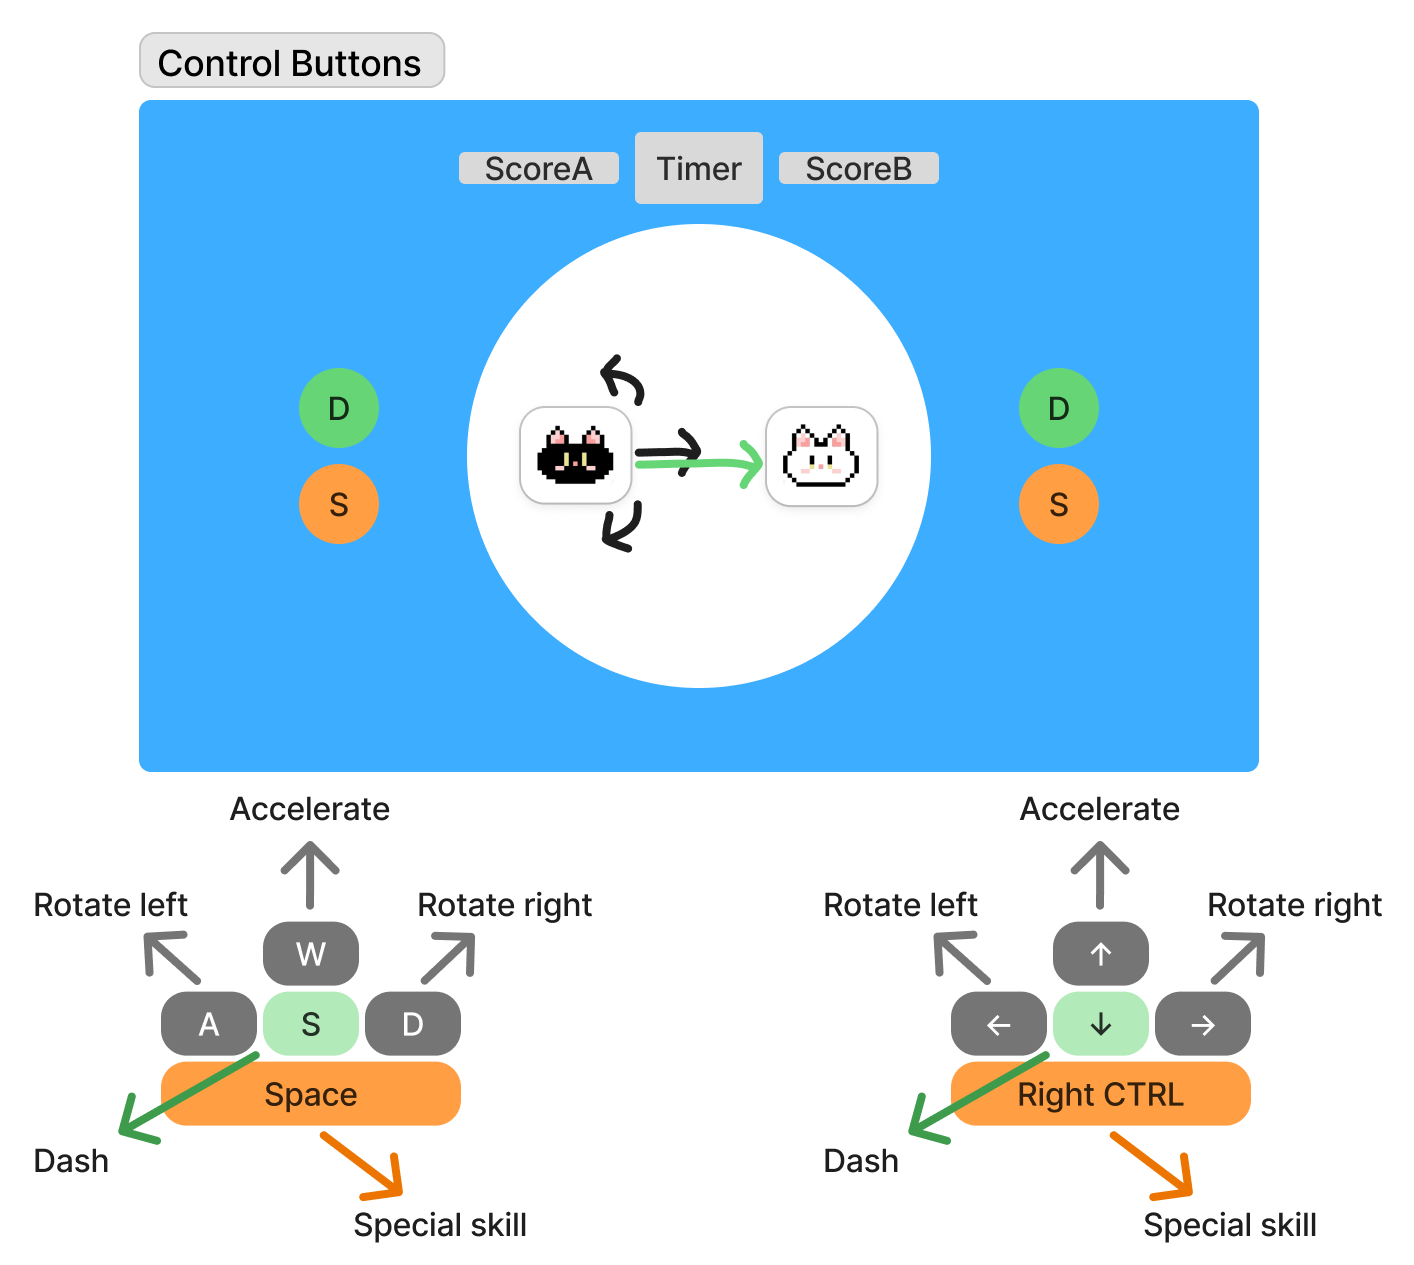 Control Buttons
ScoreA Timer ScoreB
D D
S S
Accelerate Accelerate
Rotate left Rotate right Rotate left Rotate right
W ↑
A S D ← ↓ →
Space Right CTRL
Dash Dash
Special skill Special skill